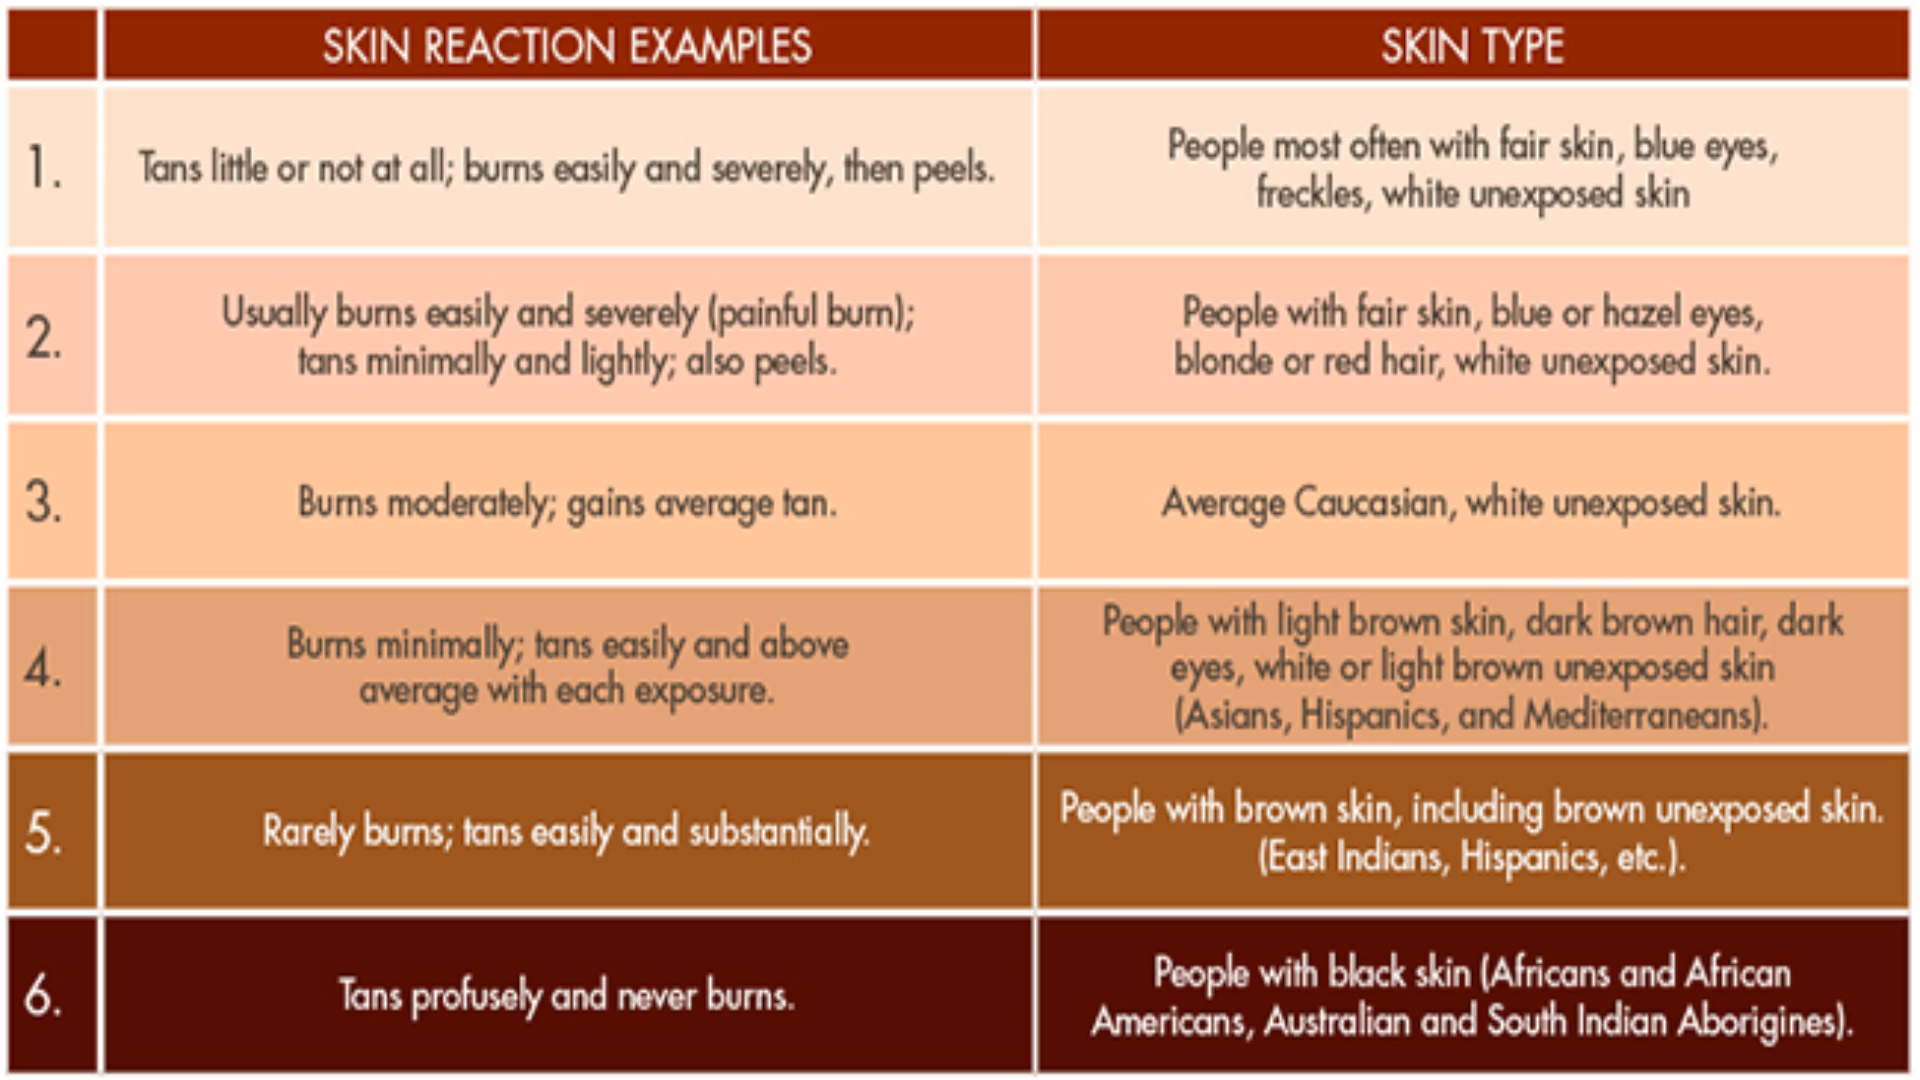 SKIN REACTION EXAMPLES
SKIN TYPE
1.
Tans little or not at all; burns easily and severely, then peels.
People most often with fair skin, blue eyes,
freckles, white unexposed skin
2.
Usually burns easily and severely (painful burn);
tans minimally and lightly; also peels.
People with fair skin, blue or hazel eyes,
blonde or red hair, white unexposed skin.
3.
Burns moderately; gains average tan.
Average Caucasian, white unexposed skin.
4.
Burns minimally; tans easily and above
average with each exposure.
People with light brown skin, dark brown hair, dark
eyes, white or light brown unexposed skin
(Asians, Hispanics, and Mediterraneans).
5.
Rarely burns; tans easily and substantially.
People with brown skin, including brown unexposed skin.
(East Indians, Hispanics, etc.).
6.
Tans profusely and never burns.
People with black skin (Africans and African
Americans, Australian and South Indian Aborigines).